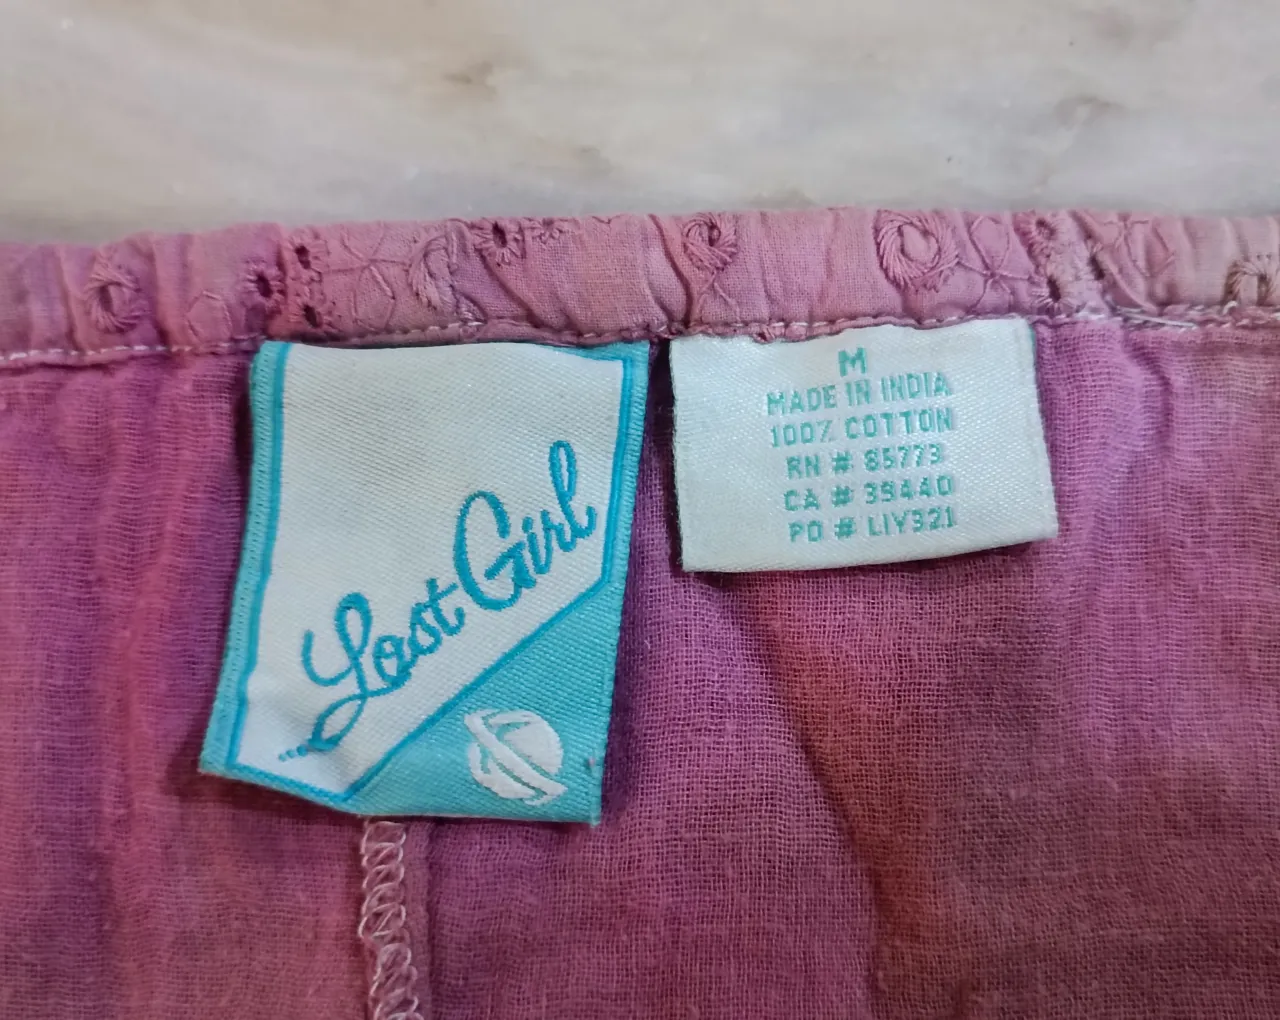 Lost Girl
M
MADE IN INDIA
100% COTTON
RN # 85773
CA # 39440
PO # LIY321